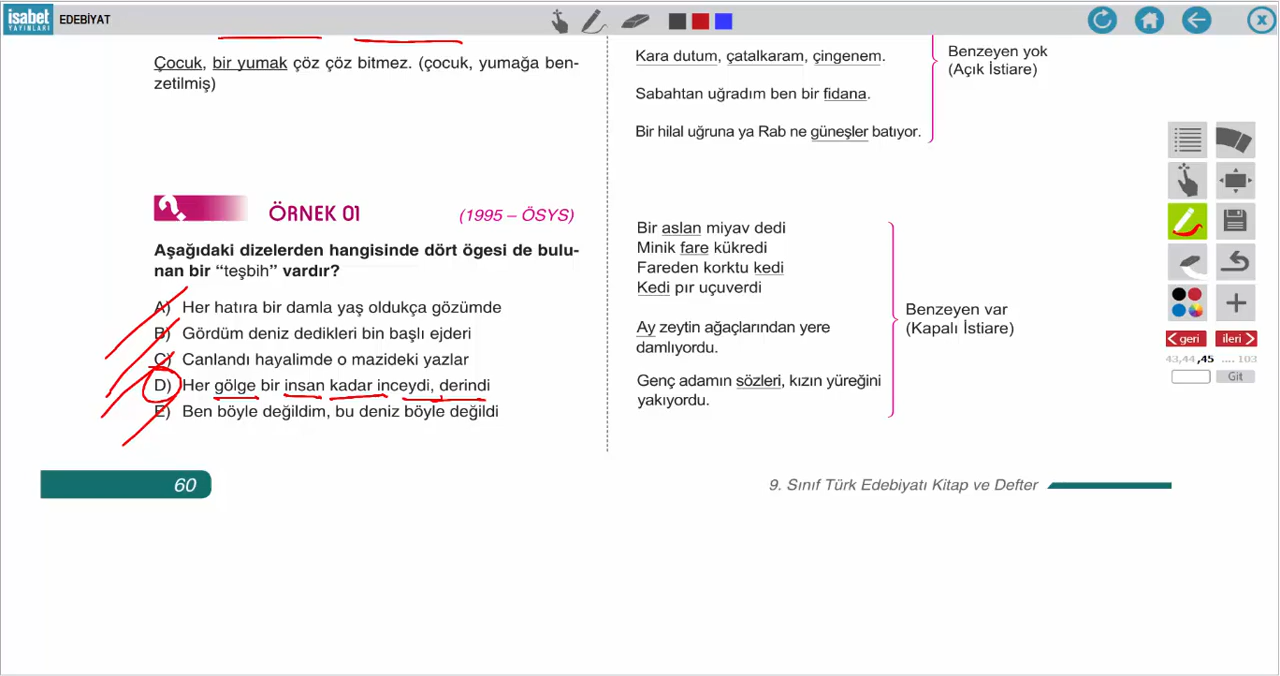 isabet
YAYINLARI
EDEBİYAT
Çocuk, bir yumak çöz çöz bitmez. (çocuk, yumağa ben-
zetilmiş)
ÖRNEK 01
(1995 – ÖSYS)
Aşağıdaki dizelerden hangisinde dört ögesi de bulu-
nan bir “teşbih” vardır?
A) Her hatıra bir damla yaş oldukça gözümde
B) Gördüm deniz dedikleri bin başlı ejderi
C) Canlandı hayalimde o mazideki yazlar
D) Her gölge bir insan kadar inceydi, derindi
E) Ben böyle değildim, bu deniz böyle değildi
60
Kara dutum, çatalkaram, çingenem.
Sabahtan uğradım ben bir fidana.
Bir hilal uğruna ya Rab ne güneşler batıyor.
Benzeyen yok
(Açık İstiare)
Bir aslan miyav dedi
Minik fare kükredi
Fareden korktu kedi
Kedi pır uçuverdi
Ay zeytin ağaçlarından yere
damlıyordu.
Genç adamın sözleri, kızın yüreğini
yakıyordu.
Benzeyen var
(Kapalı İstiare)
9. Sınıf Türk Edebiyatı Kitap ve Defter
geri
ileri
43,44,45 .... 103
Git